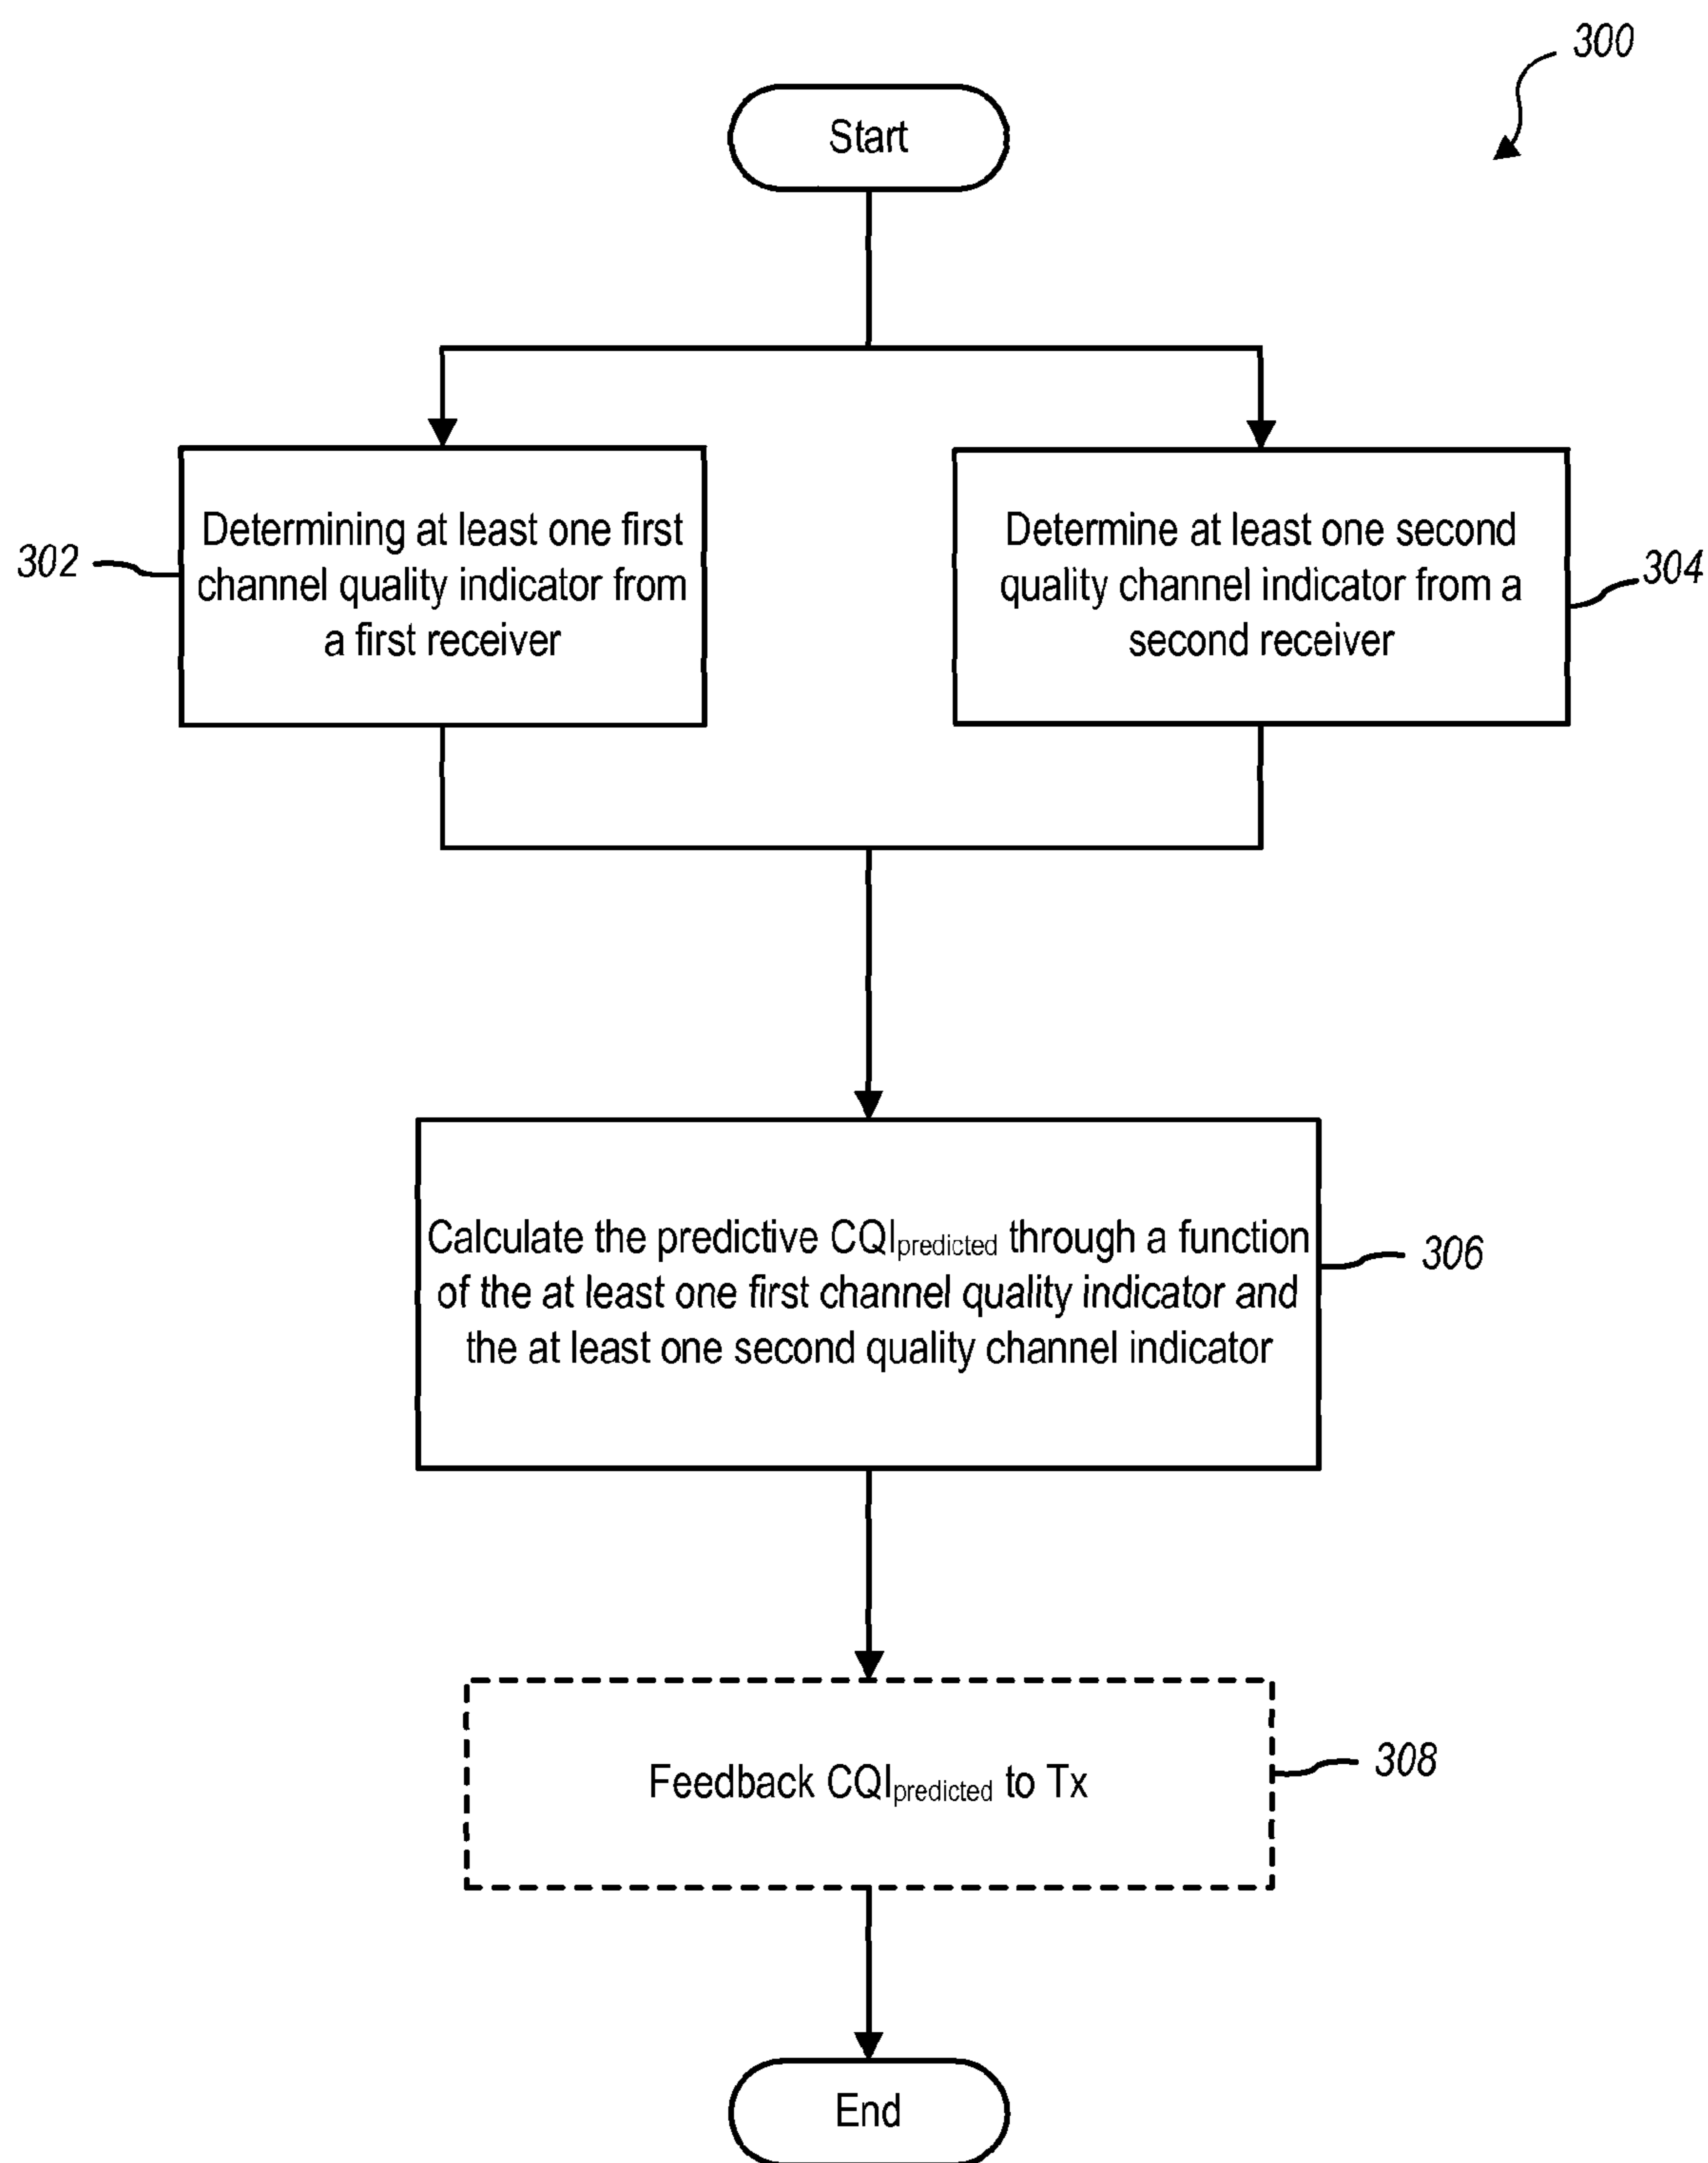 300
Start
Determining at least one first
channel quality indicator from
a first receiver
302
Determine at least one second
quality channel indicator from a
second receiver
304
Calculate the predictive CQIpredicted through a function
of the at least one first channel quality indicator and
the at least one second quality channel indicator
306
Feedback CQIpredicted to Tx
308
End